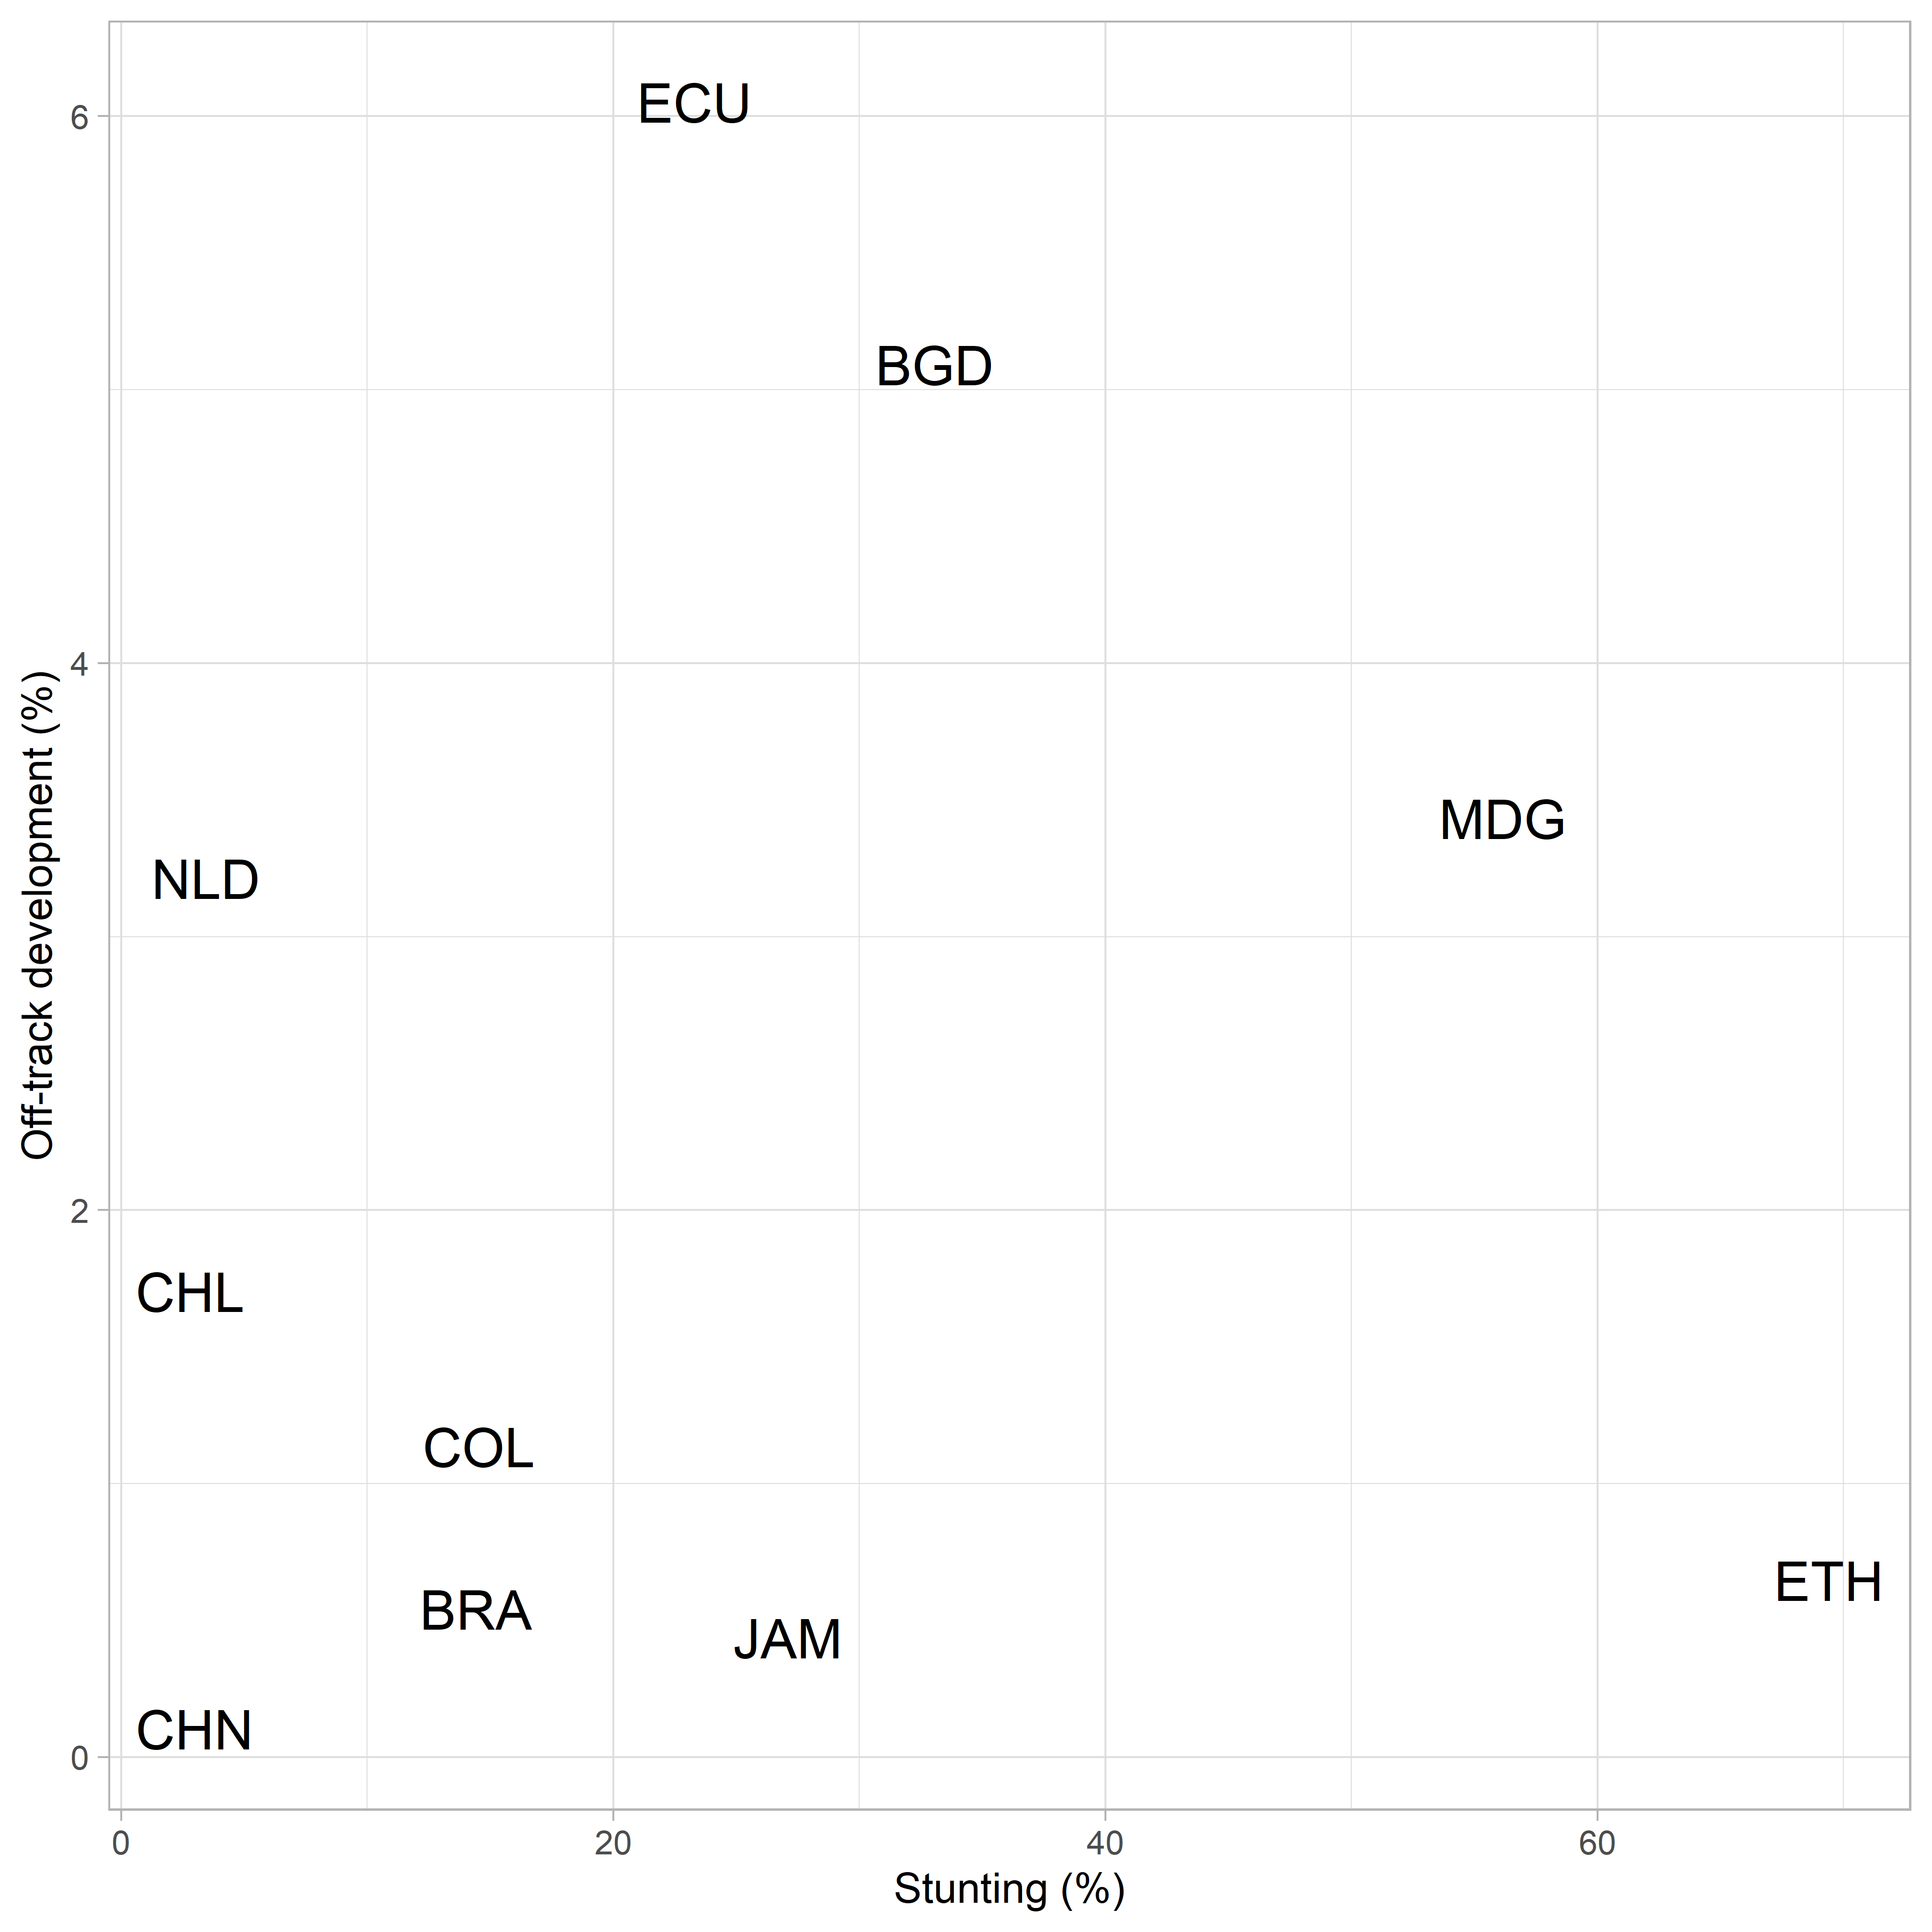 6
ECU
BGD
4
MDG
NLD
Off-track development (%)
2
CHL
COL
ETH
BRA
JAM
CHN
0
0 20 40 60
Stunting (%)